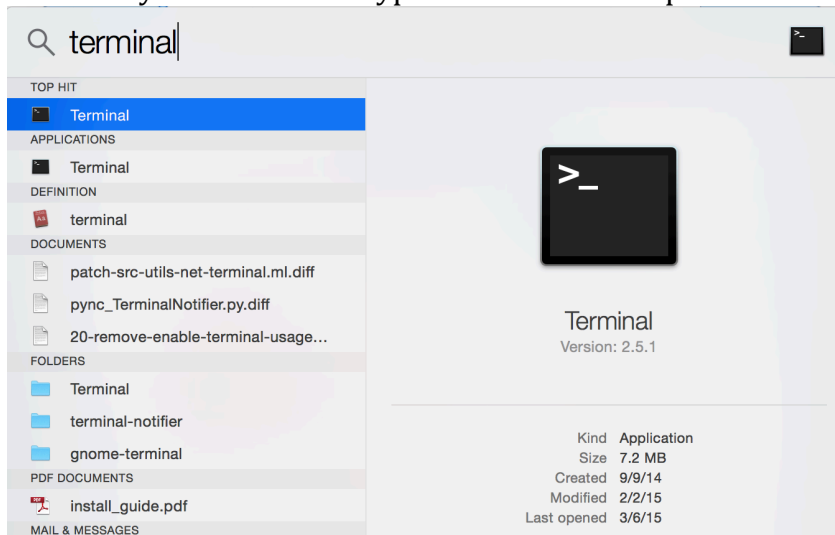 terminal
TOP HIT
Terminal
APPLICATIONS
Terminal
DEFINITION
terminal
DOCUMENTS
patch-src-utils-net-terminal.ml.diff
pync_TerminalNotifier.py.diff
20-remove-enable-terminal-usage...
FOLDERS
Terminal
terminal-notifier
gnome-terminal
PDF DOCUMENTS
install_guide.pdf
MAIL & MESSAGES
>_
Terminal
Version: 2.5.1
Kind Application
Size 7.2 MB
Created 9/9/14
Modified 2/2/15
Last opened 3/6/15